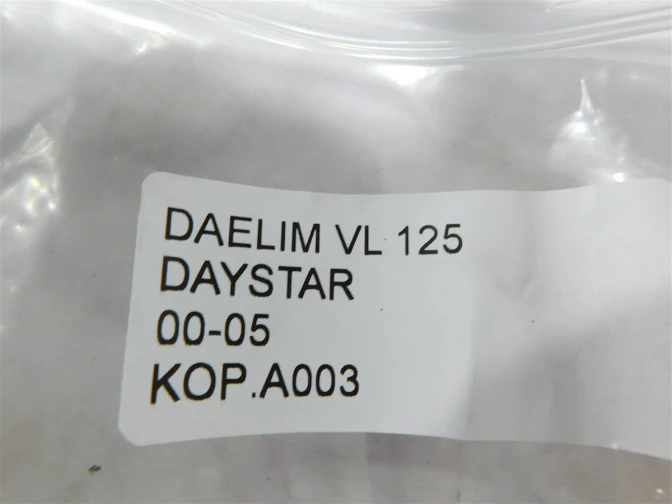 DAELIM VL 125
DAYSTAR
00-05
KOP.A003